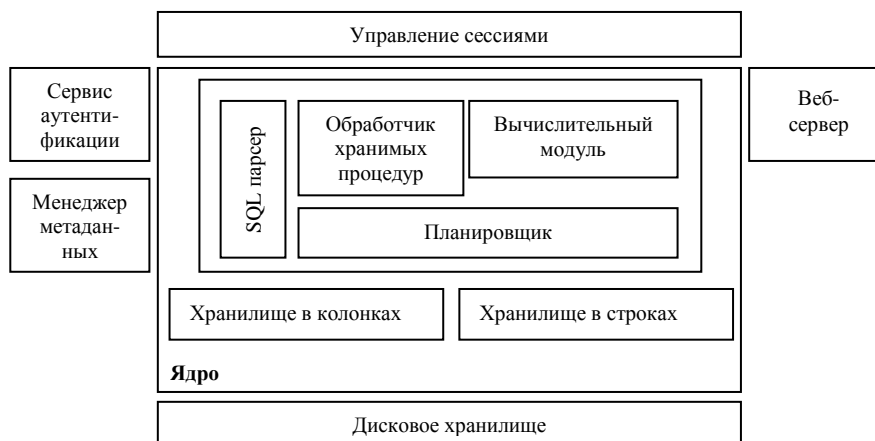 Управление сессиями
Сервис
аутенти-
фикации
Менеджер
метадан-
ных
SQL парсер
Обработчик
хранимых
процедур
Вычислительный
модуль
Планировщик
Хранилище в колонках
Хранилище в строках
Ядро
Веб-
сервер
Дисковое хранилище